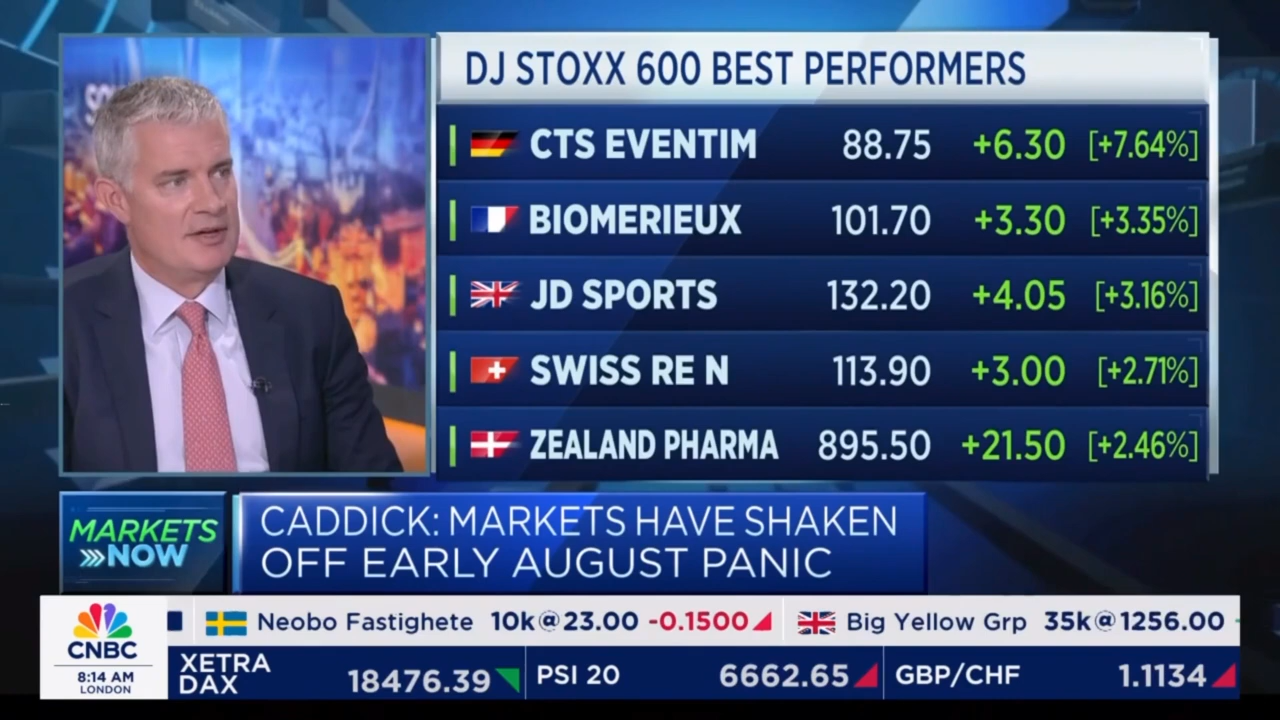 DJ STOXX 600 BEST PERFORMERS
CTS EVENTIM 88.75 +6.30 [+7.64%]
BIOMERIEUX 101.70 +3.30 [+3.35%]
JD SPORTS 132.20 +4.05 [+3.16%]
SWISS RE N 113.90 +3.00 [+2.71%]
ZEALAND PHARMA 895.50 +21.50 [+2.46%]
MARKETS
NOW
CADDICK: MARKETS HAVE SHAKEN
OFF EARLY AUGUST PANIC
Neobo Fastighete 10k@23.00 -0.1500 Big Yellow Grp 35k@1256.00
CNBC
8:14 AM
LONDON
XETRA
DAX
18476.39
PSI 20 6662.65
GBP/CHF 1.1134